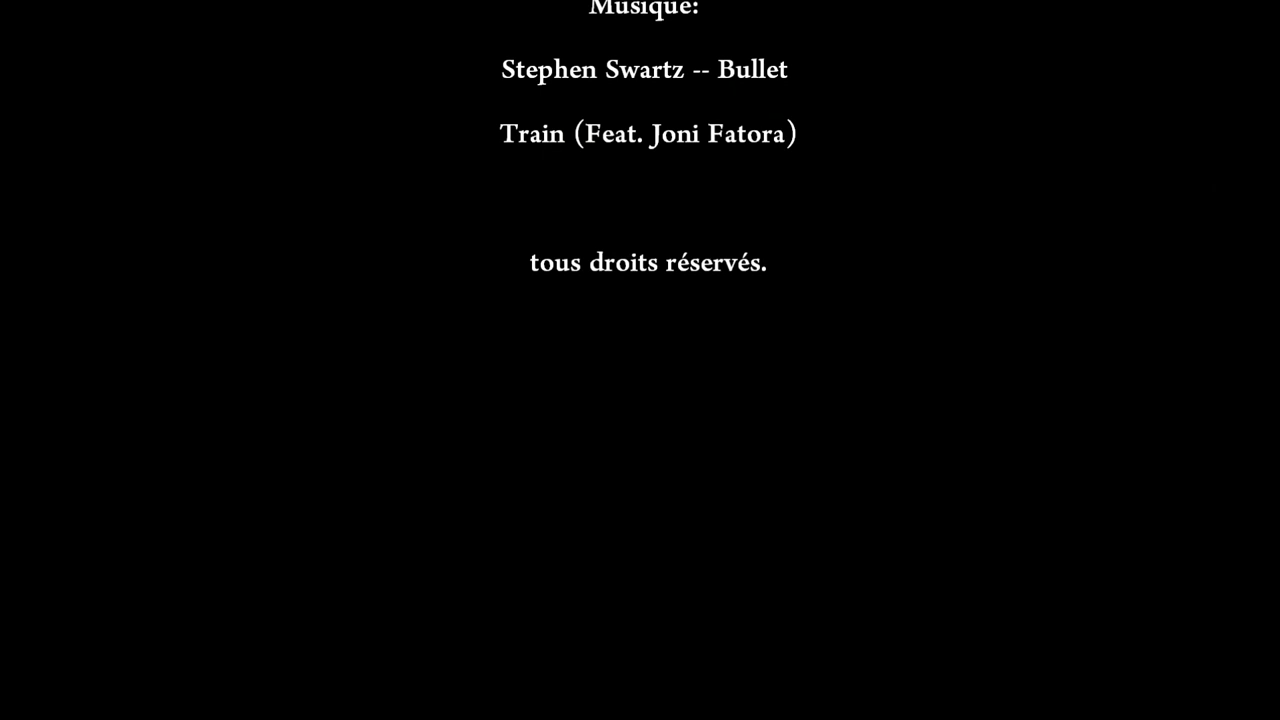 Musique:
Stephen Swartz -- Bullet
Train (Feat. Joni Fatora)
tous droits réservés.